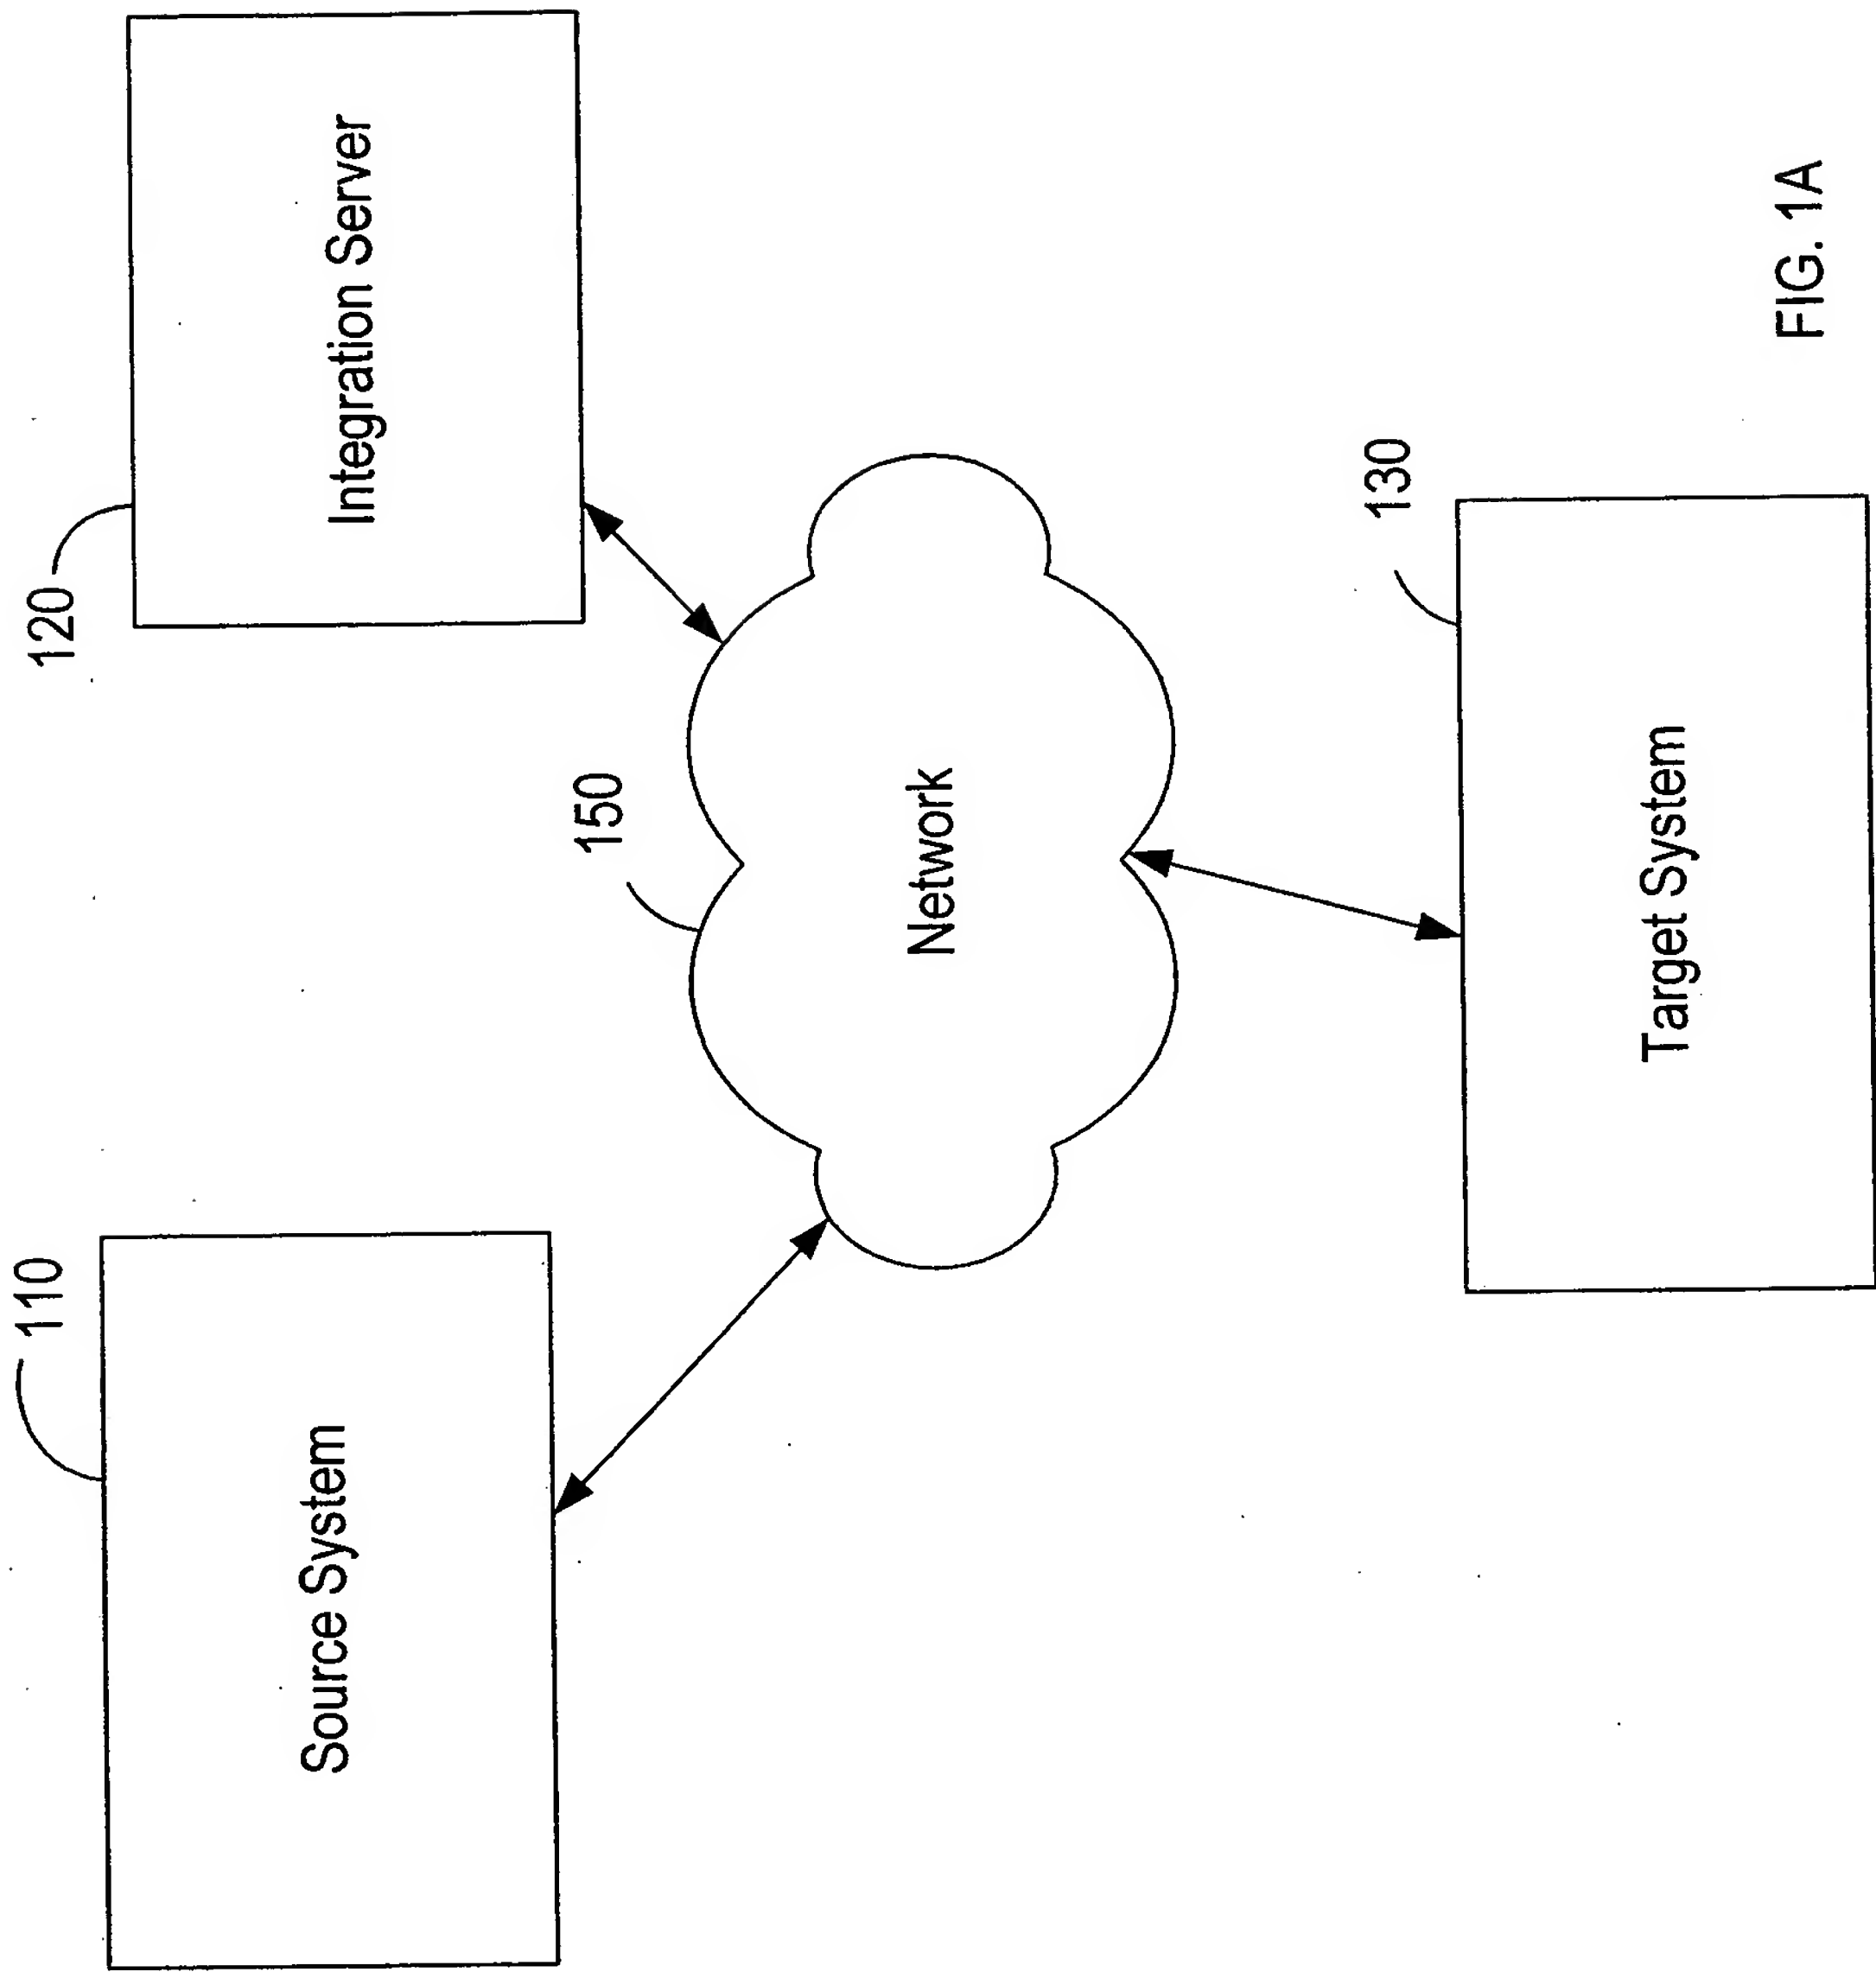 110
Source System
120
Integration Server
150
Network
130
Target System
FIG. 1A